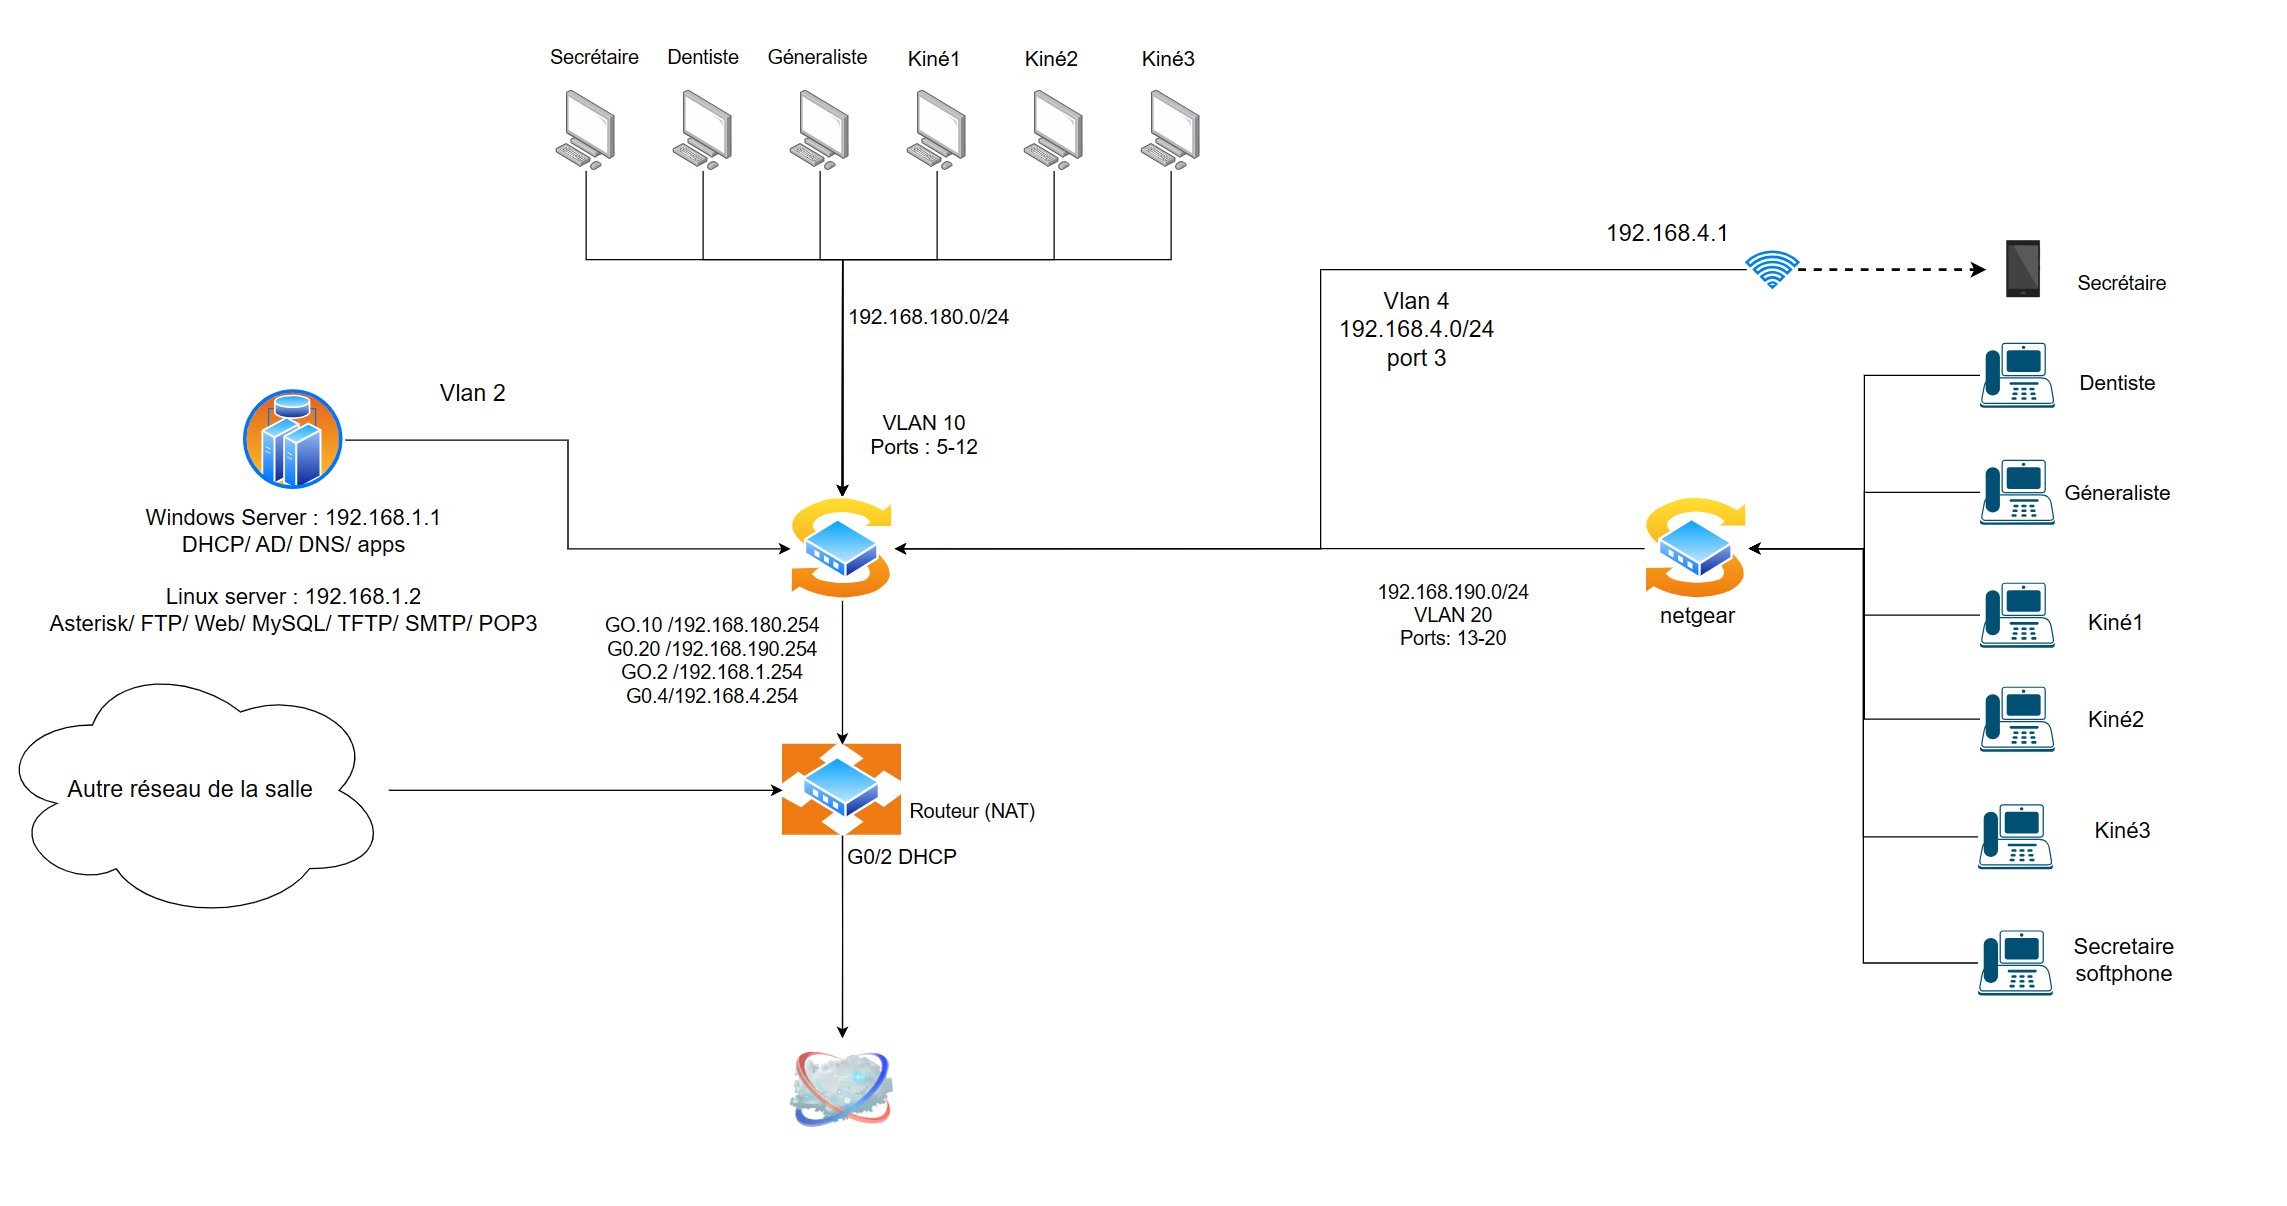 Secrétaire
Dentiste
Géneraliste
Kiné1
Kiné2
Kiné3
192.168.180.0/24
VLAN 10
Ports : 5-12
Vlan 2
Windows Server : 192.168.1.1
DHCP/ AD/ DNS/ apps
Linux server : 192.168.1.2
Asterisk/ FTP/ Web/ MySQL/ TFTP/ SMTP/ POP3
192.168.4.1
Vlan 4
192.168.4.0/24
port 3
Secrétaire
Dentiste
Géneraliste
Kiné1
Kiné2
Kiné3
Secretaire
softphone
netgear
192.168.190.0/24
VLAN 20
Ports: 13-20
GO.10 /192.168.180.254
G0.20 /192.168.190.254
GO.2 /192.168.1.254
G0.4/192.168.4.254
Autre réseau de la salle
Routeur (NAT)
G0/2 DHCP